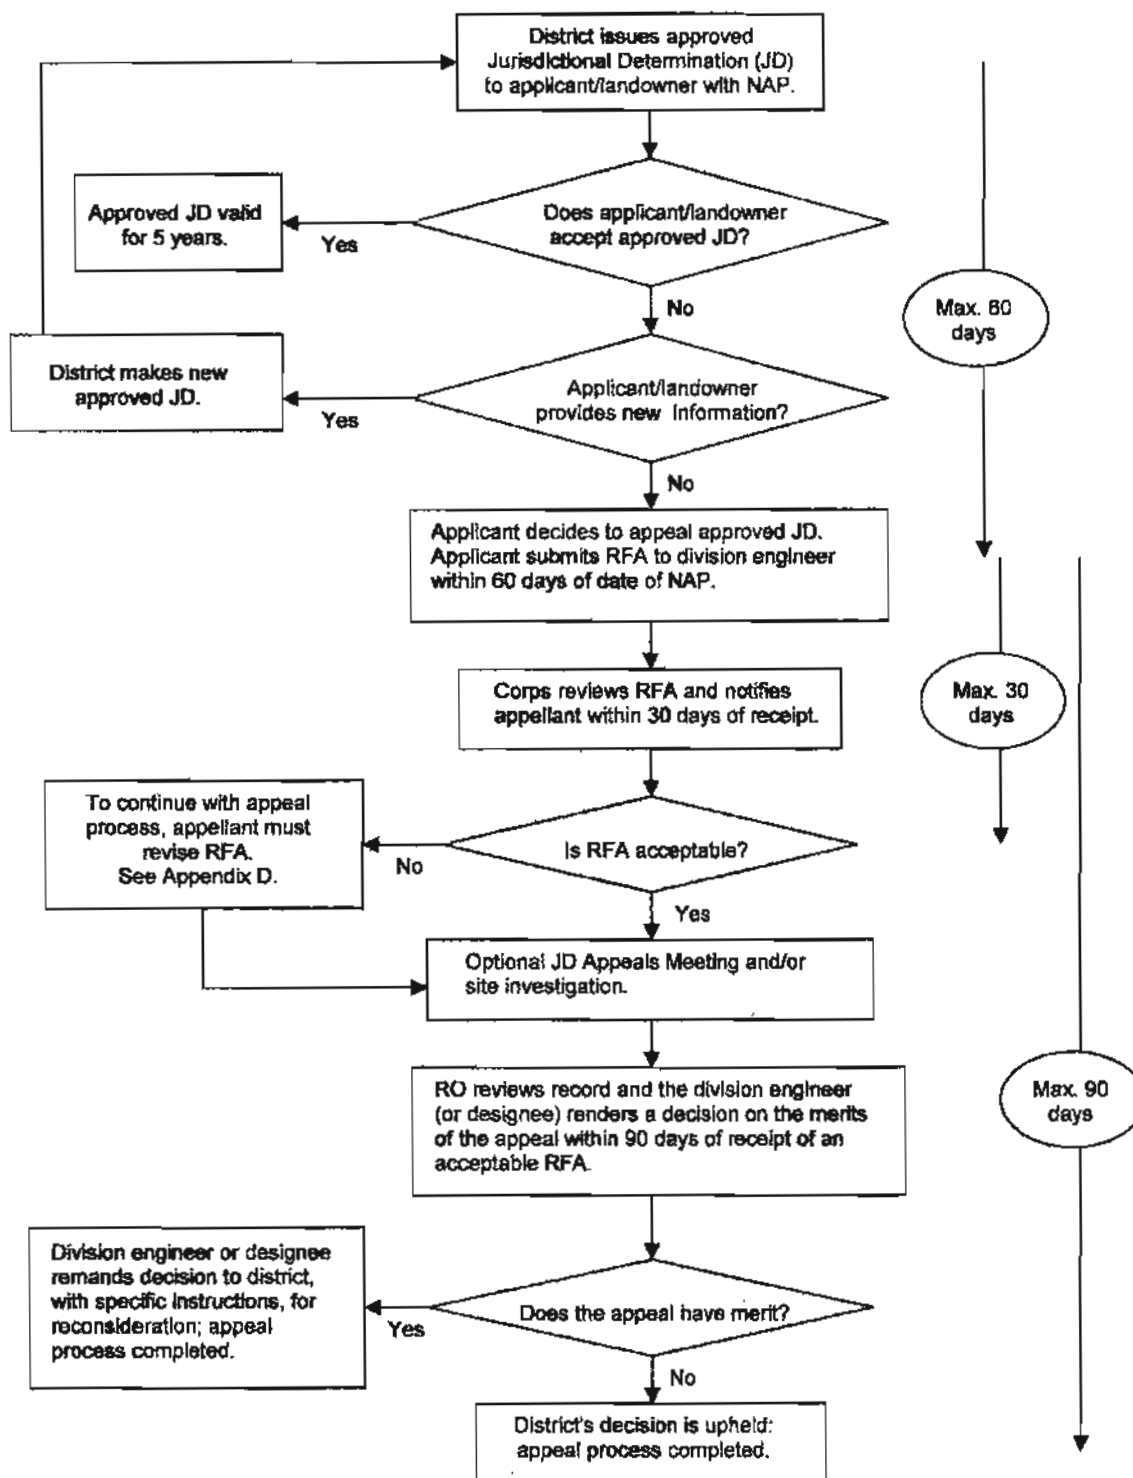 District issues approved
Jurisdictional Determination (JD)
to applicant/landowner with NAP.
Approved JD valid
for 5 years.
Yes
Does applicant/landowner
accept approved JD?
No
Max. 60
days
District makes new
approved JD.
Yes
Applicant/landowner
provides new Information?
No
Applicant decides to appeal approved JD.
Applicant submits RFA to division engineer
within 60 days of date of NAP.
Corps reviews RFA and notifies
appellant within 30 days of receipt.
Max. 30
days
To continue with appeal
process, appellant must
revise RFA.
See Appendix D.
No
Is RFA acceptable?
Yes
Optional JD Appeals Meeting and/or
site investigation.
RO reviews record and the division engineer
(or designee) renders a decision on the merits
of the appeal within 90 days of receipt of an
acceptable RFA.
Max. 90
days
Division engineer or designee
remands decision to district,
with specific instructions, for
reconsideration; appeal
process completed.
Yes
Does the appeal have merit?
No
District's decision is upheld:
appeal process completed.